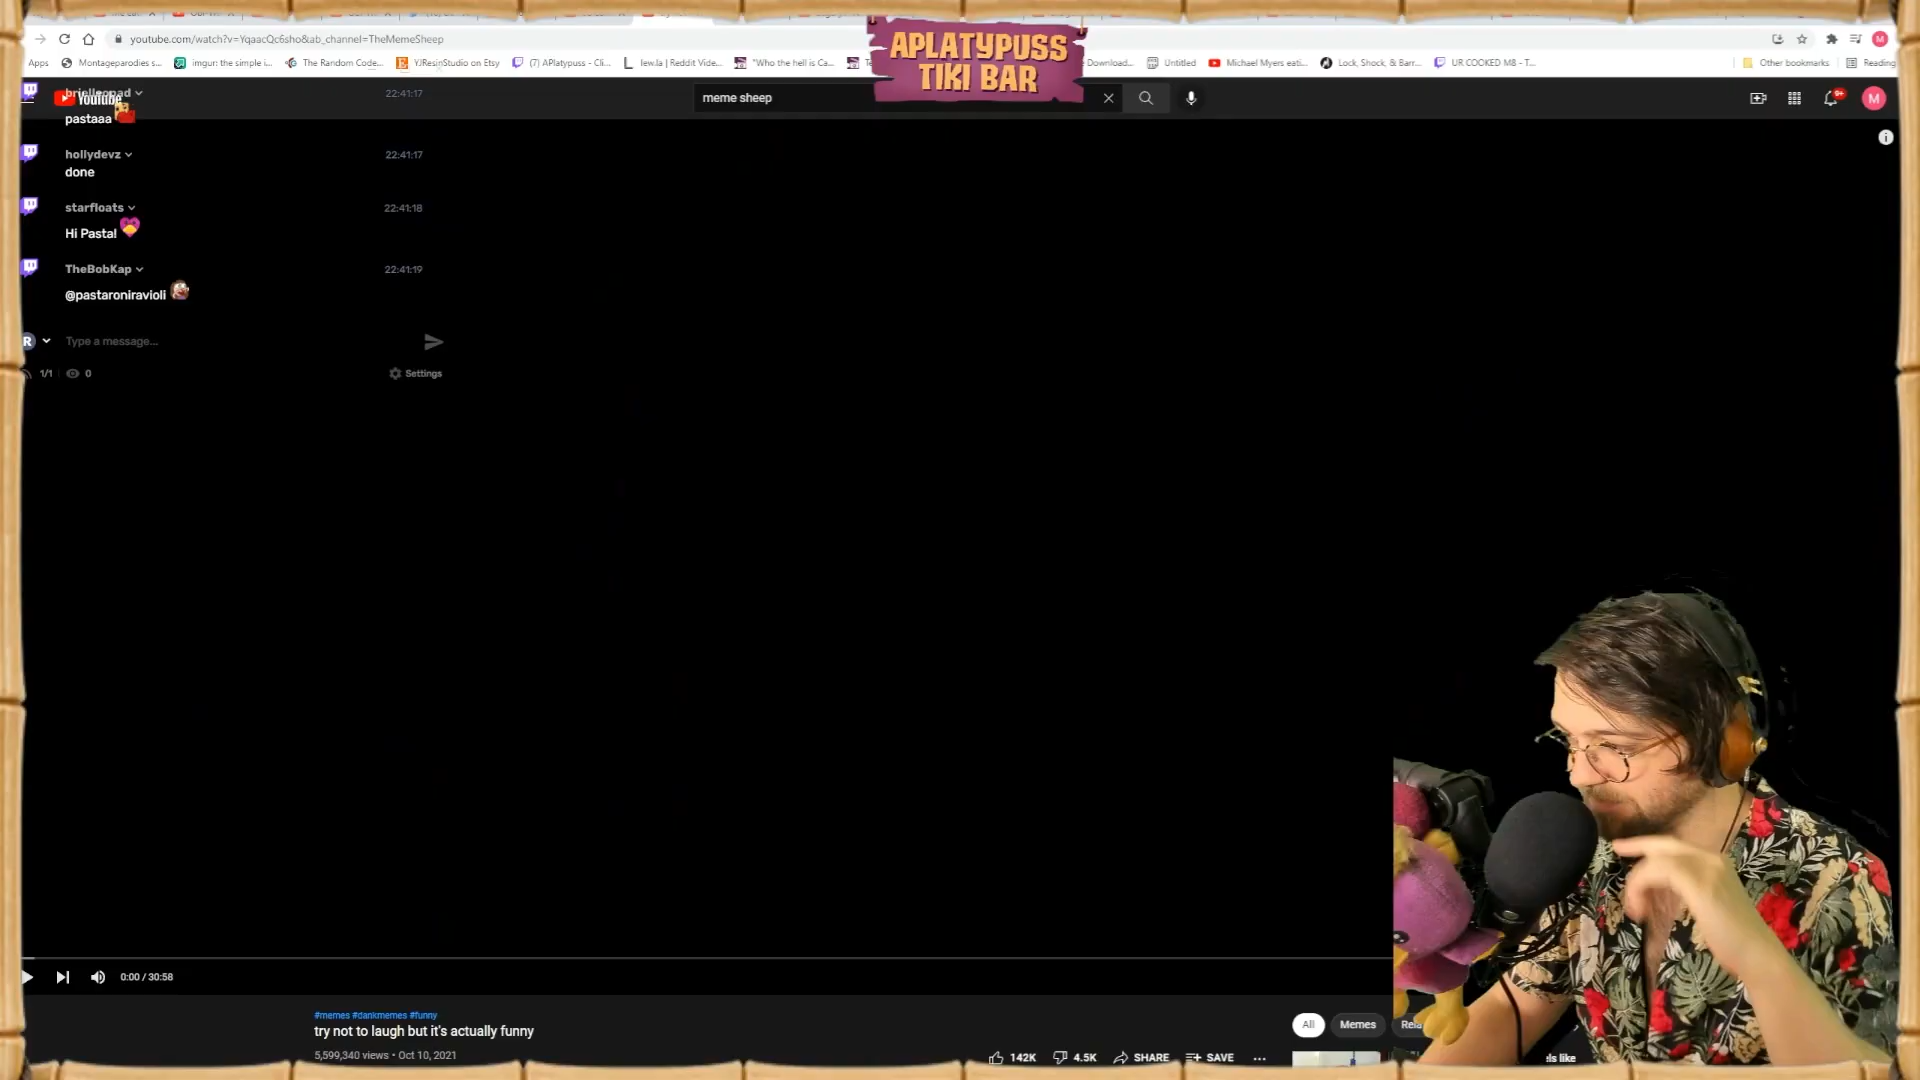 youtube.com/watch?v=YqaacQc6sho&ab_channel=TheMemeSheep
Apps Montageparodies s... imgur: the simple i... The Random Code... YJResinStudio on Etsy (7) APlatypuss - Cli... lew.la | Reddit Vide... "Who the hell is Ca... Download... Untitled Michael Myers eati... Lock, Shock, & Barr... UR COOKED M8 - T... Other bookmarks Reading
APLATYPUSS
TIKI BAR
YouTube
meme sheep
9+
M
22:41:17
pastaaa
hollydevz 22:41:17
done
starfloats 22:41:18
Hi Pasta!
TheBobKap 22:41:19
@pastaroniravioli
R Type a message...
1/1 0 Settings
0:00 / 30:58
#memes #dankmemes #funny
try not to laugh but it's actually funny
5,599,340 views • Oct 10, 2021
142K 4.5K SHARE SAVE ...
All Memes